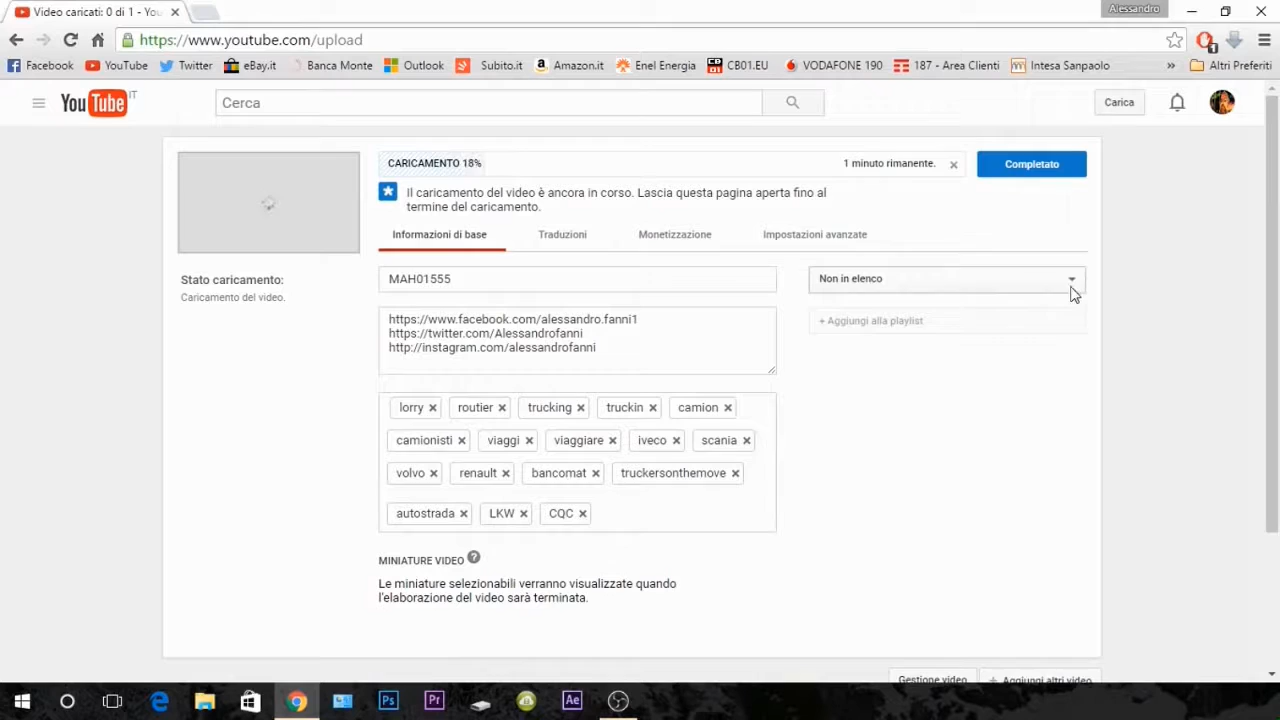 Video caricati: 0 di 1 - You
Alessandro
https://www.youtube.com/upload
1
Facebook YouTube Twitter eBay.it Banca Monte Outlook Subito.it Amazon.it Enel Energia CB01.EU VODAFONE 190 187 - Area Clienti Intesa Sanpaolo » Altri Preferiti
YouTube IT
Cerca
Carica
CARICAMENTO 18%
1 minuto rimanente.
Completato
Il caricamento del video è ancora in corso. Lascia questa pagina aperta fino al
termine del caricamento.
Informazioni di base Traduzioni Monetizzazione Impostazioni avanzate
Stato caricamento:
Caricamento del video.
MAH01555
Non in elenco
https://www.facebook.com/alessandro.fanni1
https://twitter.com/Alessandrofanni
http://instagram.com/alessandrofanni
+ Aggiungi alla playlist
lorry routier trucking truckin camion
camionisti viaggi viaggiare iveco scania
volvo renault bancomat truckersonthemove
autostrada LKW CQC
MINIATURE VIDEO ?
Le miniature selezionabili verranno visualizzate quando
l'elaborazione del video sarà terminata.
Gestione video + Aggiungi altri video
Ps Pr Ae